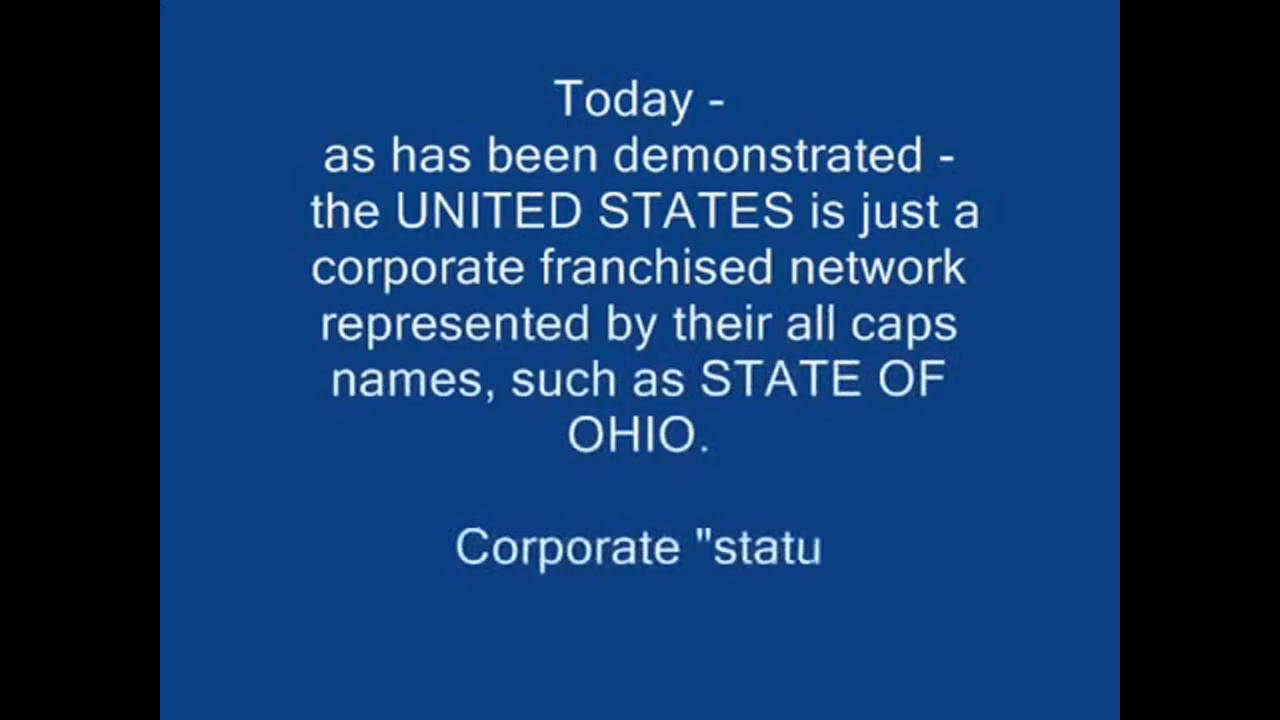 Today -
as has been demonstrated -
the UNITED STATES is just a
corporate franchised network
represented by their all caps
names, such as STATE OF
OHIO.
Corporate "statu